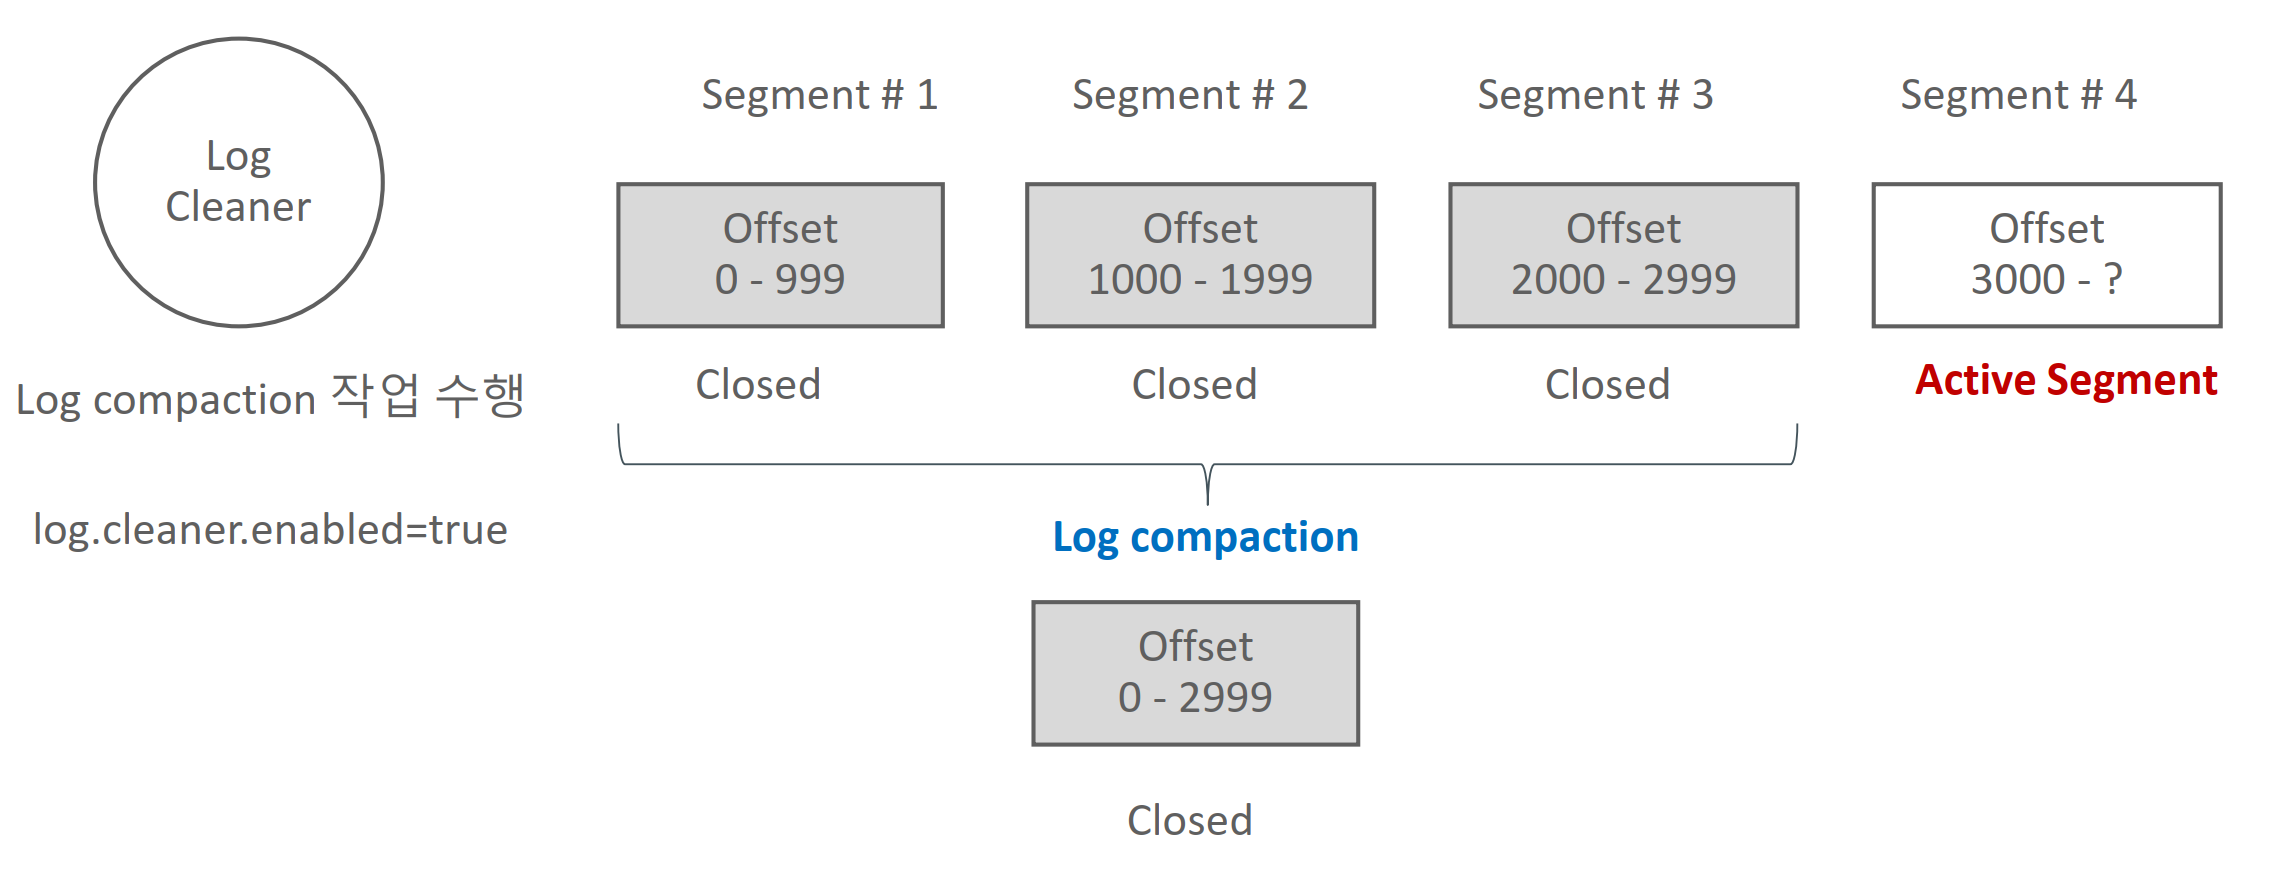 Log
Cleaner
Log compaction 작업 수행
log.cleaner.enabled=true
Segment # 1
Segment # 2
Segment # 3
Segment # 4
Offset
0 - 999
Offset
1000 - 1999
Offset
2000 - 2999
Offset
3000 - ?
Closed
Closed
Closed
Active Segment
Log compaction
Offset
0 - 2999
Closed